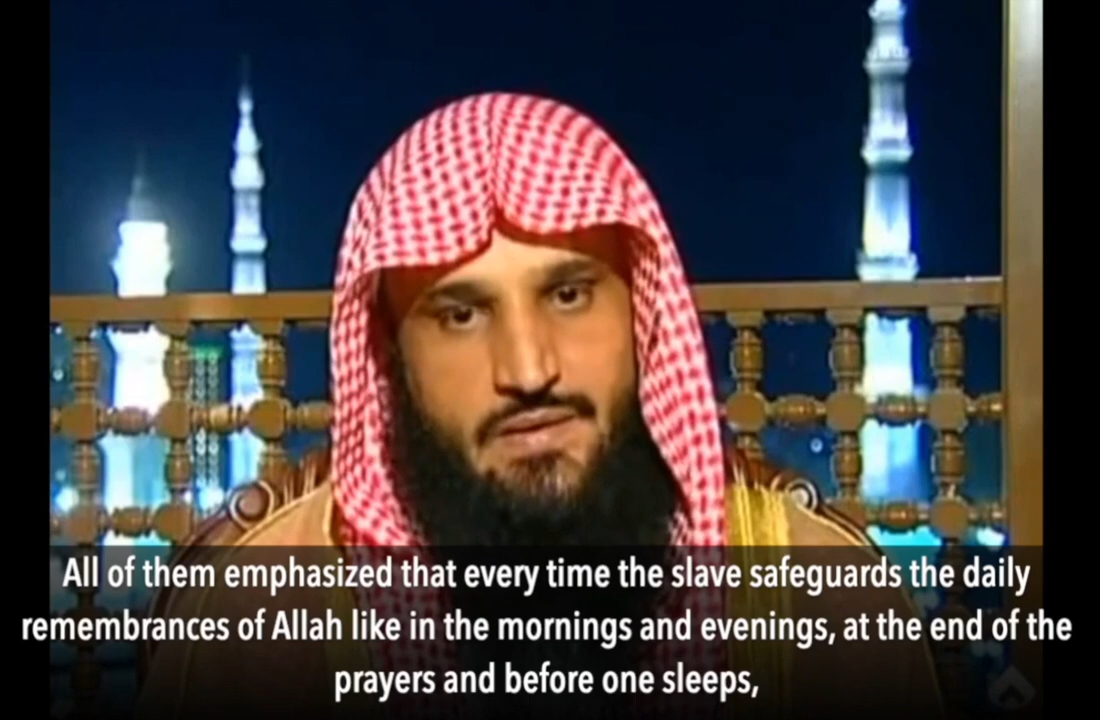 All of them emphasized that every time the slave safeguards the daily
remembrances of Allah like in the mornings and evenings, at the end of the
prayers and before one sleeps,